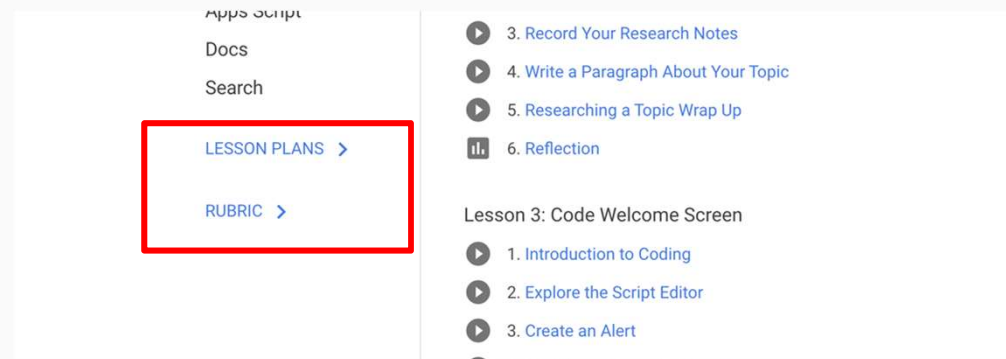 Apps Script
Docs
Search
LESSON PLANS
RUBRIC
3. Record Your Research Notes
4. Write a Paragraph About Your Topic
5. Researching a Topic Wrap Up
6. Reflection
Lesson 3: Code Welcome Screen
1. Introduction to Coding
2. Explore the Script Editor
3. Create an Alert